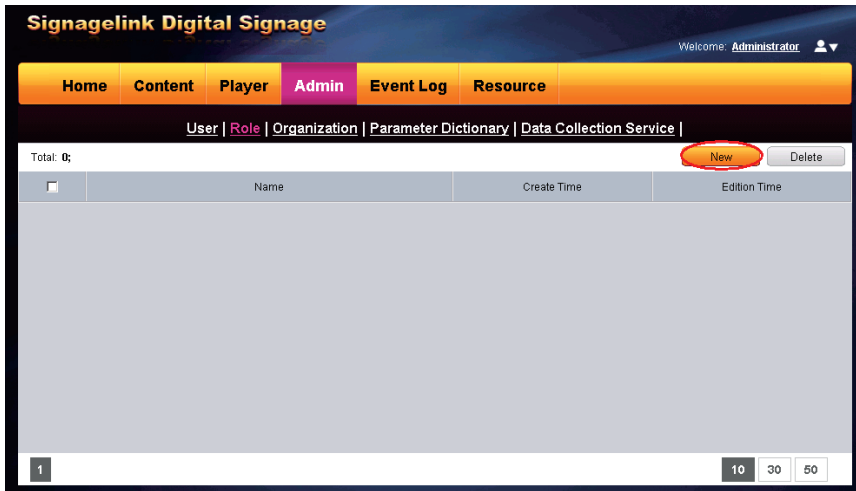 Signagelink Digital Signage
Welcome: Administrator
Home Content Player Admin Event Log Resource
User | Role | Organization | Parameter Dictionary | Data Collection Service |
Total: 0;
New Delete
Name Create Time Edition Time
1 10 30 50